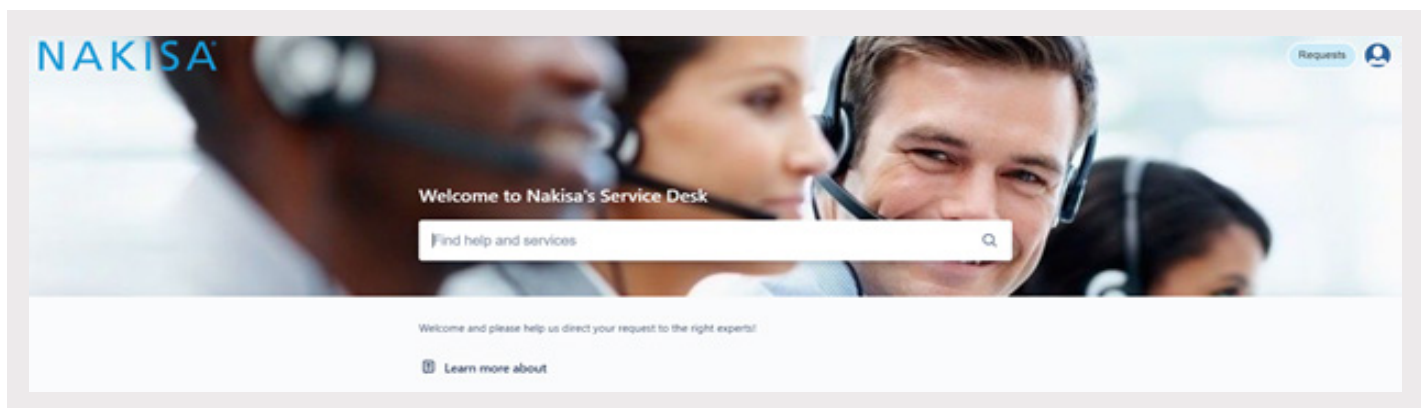 NAKISA
Requests
Welcome to Nakisa's Service Desk
Find help and services
Welcome and please help us direct your request to the right experts!
Learn more about